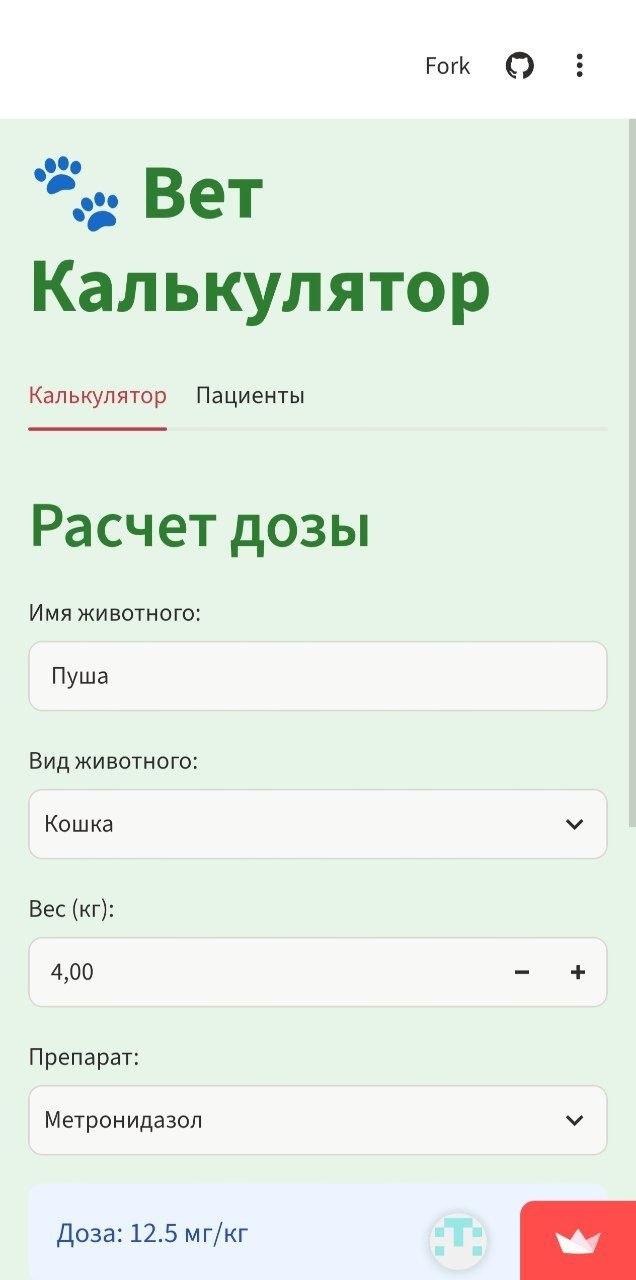 Fork
Вет
Калькулятор
Калькулятор Пациенты
Расчет дозы
Имя животного:
Пуша
Вид животного:
Кошка
Вес (кг):
4,00
Препарат:
Метронидазол
Доза: 12.5 мг/кг